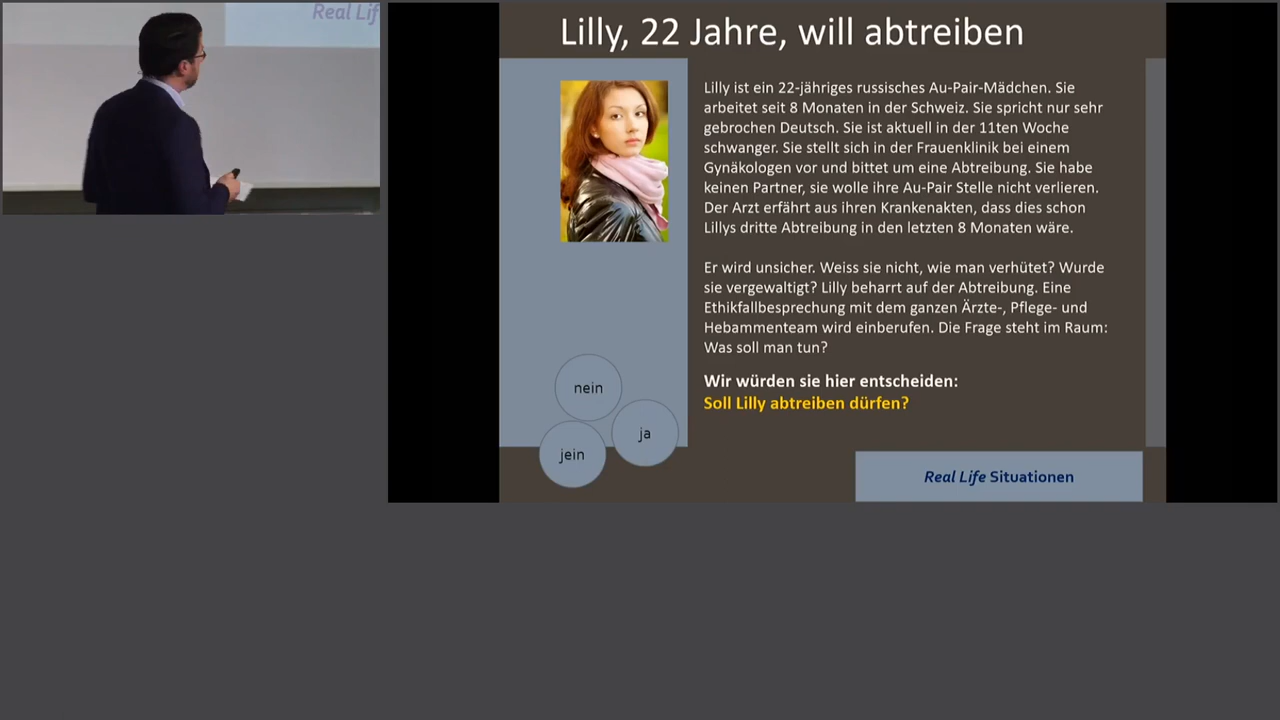 Real Lif
Lilly, 22 Jahre, will abtreiben
Lilly ist ein 22-jähriges russisches Au-Pair-Mädchen. Sie
arbeitet seit 8 Monaten in der Schweiz. Sie spricht nur sehr
gebrochen Deutsch. Sie ist aktuell in der 11ten Woche
schwanger. Sie stellt sich in der Frauenklinik bei einem
Gynäkologen vor und bittet um eine Abtreibung. Sie habe
keinen Partner, sie wolle ihre Au-Pair Stelle nicht verlieren.
Der Arzt erfährt aus ihren Krankenakten, dass dies schon
Lillys dritte Abtreibung in den letzten 8 Monaten wäre.
Er wird unsicher. Weiss sie nicht, wie man verhütet? Wurde
sie vergewaltigt? Lilly beharrt auf der Abtreibung. Eine
Ethikfallbesprechung mit dem ganzen Ärzte-, Pflege- und
Hebammenteam wird einberufen. Die Frage steht im Raum:
Was soll man tun?
Wir würden sie hier entscheiden:
Soll Lilly abtreiben dürfen?
nein
ja
jein
Real Life Situationen